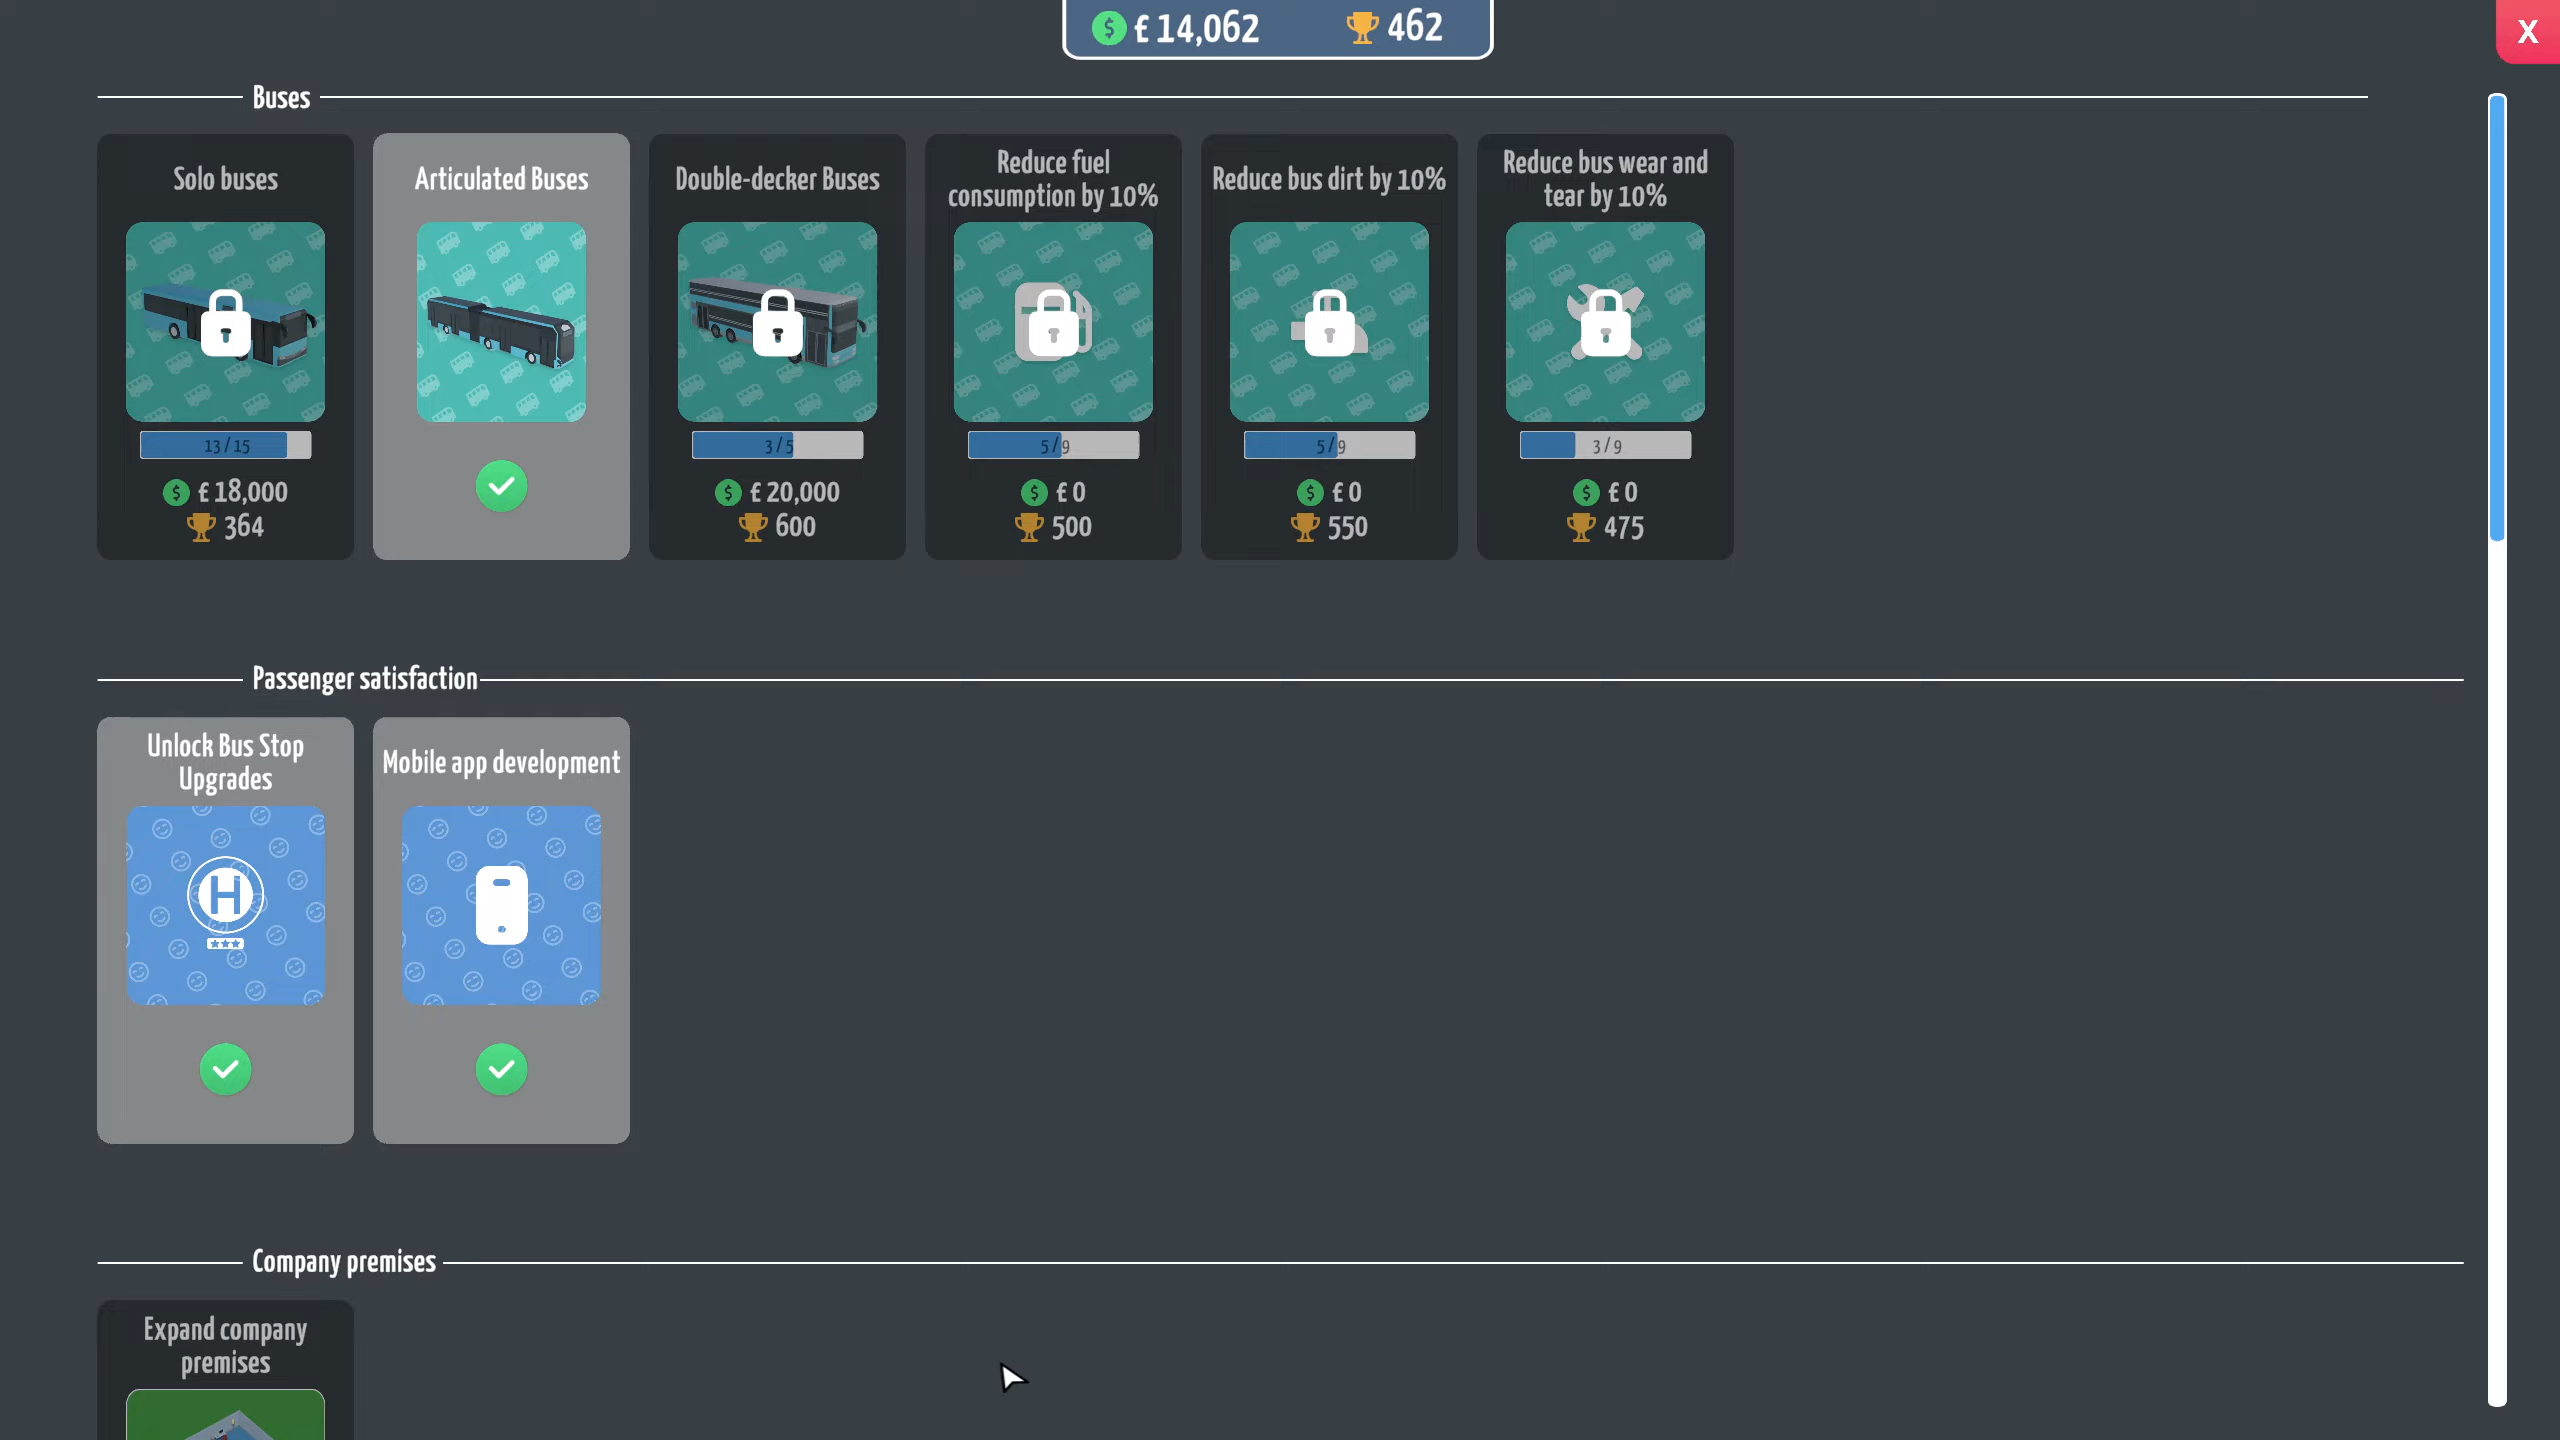 £ 14,062 462
X
Buses
Solo buses
13 / 15
£ 18,000
364
Articulated Buses
Double-decker Buses
3 / 5
£ 20,000
600
Reduce fuel
consumption by 10%
5 / 9
£ 0
500
Reduce bus dirt by 10%
5 / 9
£ 0
550
Reduce bus wear and
tear by 10%
3 / 9
£ 0
475
Passenger satisfaction
Unlock Bus Stop
Upgrades
H
Mobile app development
Company premises
Expand company
premises